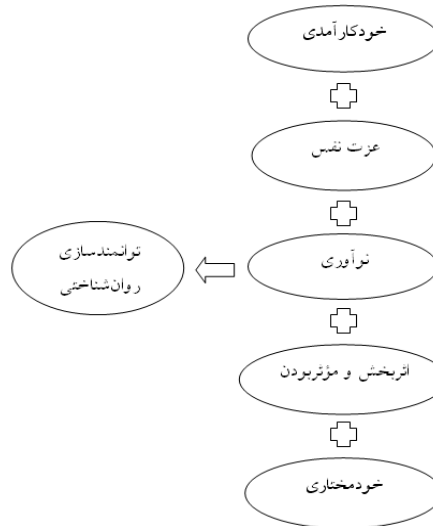 خودکارآمدی
عزت نفس
نوآوری
توانمندسازی
روان‌شناختی
اثربخش و مؤثربودن
خودمختاری